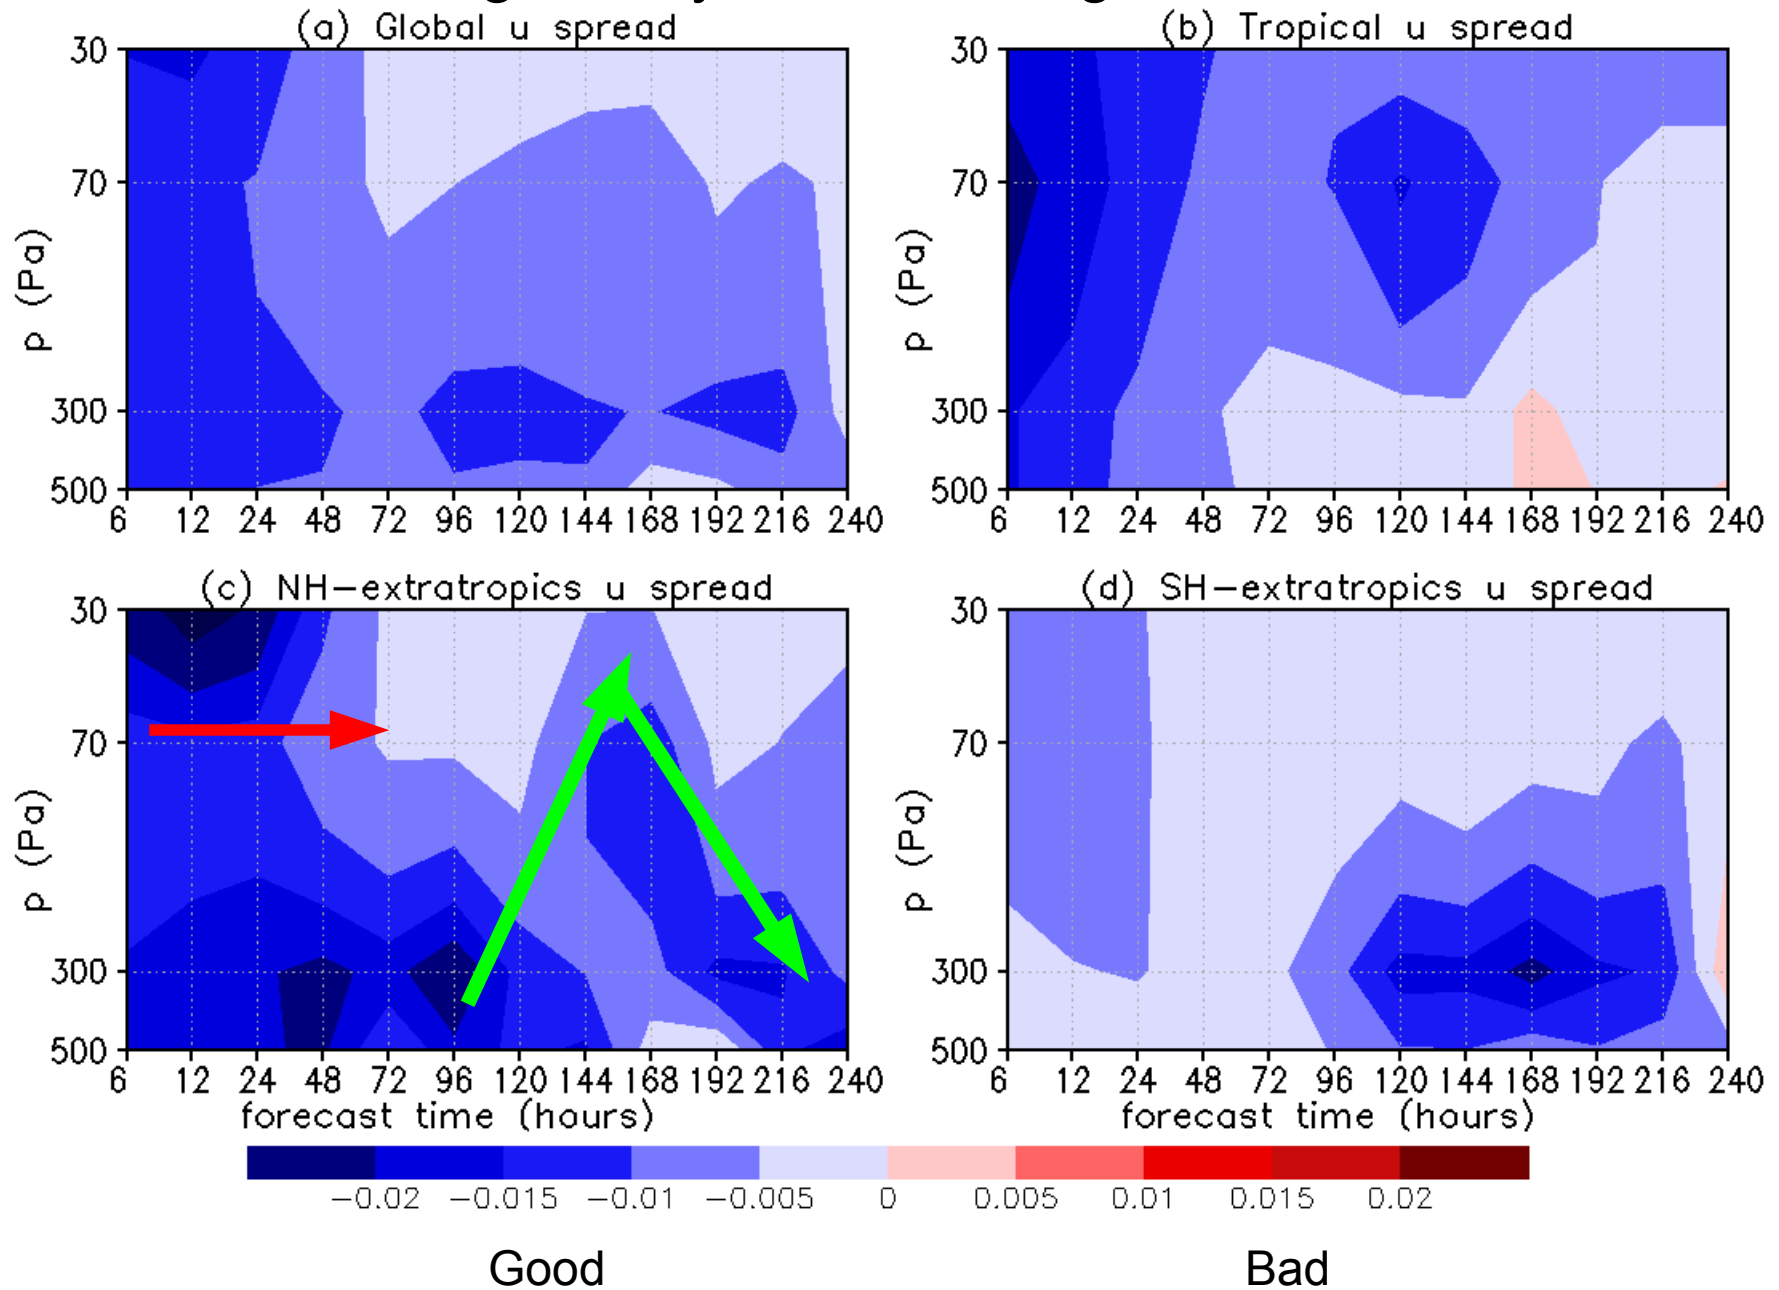 (a) Global u spread
(b) Tropical u spread
30
70
300
500
p (Pa)
6 12 24 48 72 96 120 144 168 192 216 240
30
70
300
500
p (Pa)
6 12 24 48 72 96 120 144 168 192 216 240
(c) NH-extratropics u spread
(d) SH-extratropics u spread
30
70
300
500
p (Pa)
6 12 24 48 72 96 120 144 168 192 216 240
forecast time (hours)
30
70
300
500
p (Pa)
6 12 24 48 72 96 120 144 168 192 216 240
forecast time (hours)
-0.02 -0.015 -0.01 -0.005 0 0.005 0.01 0.015 0.02
Good Bad